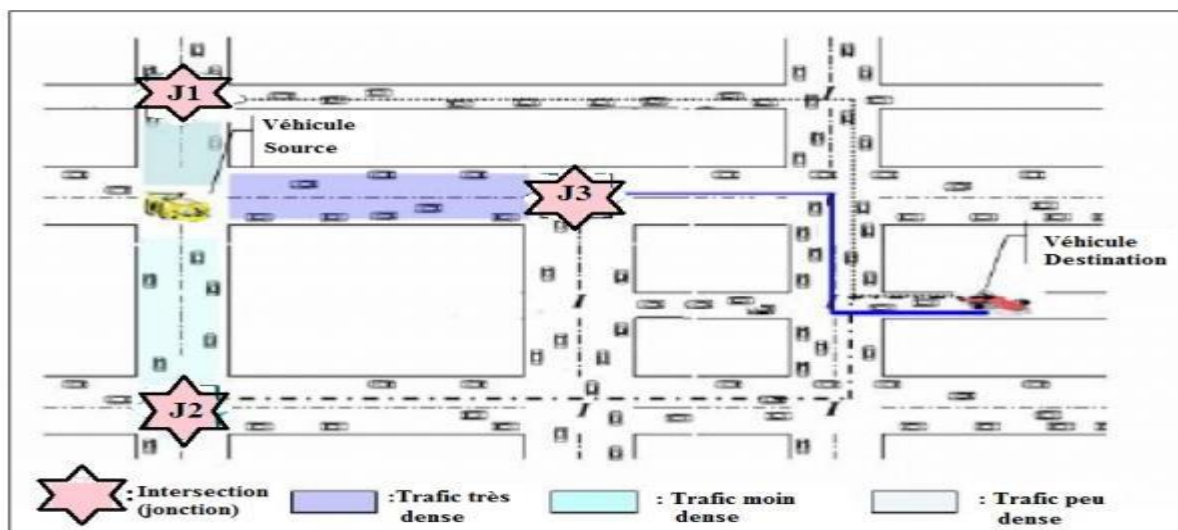 J1
Véhicule
Source
J3
Véhicule
Destination
J2
: Intersection
(jonction)
:Trafic très
dense
: Trafic moin
dense
: Trafic peu
dense